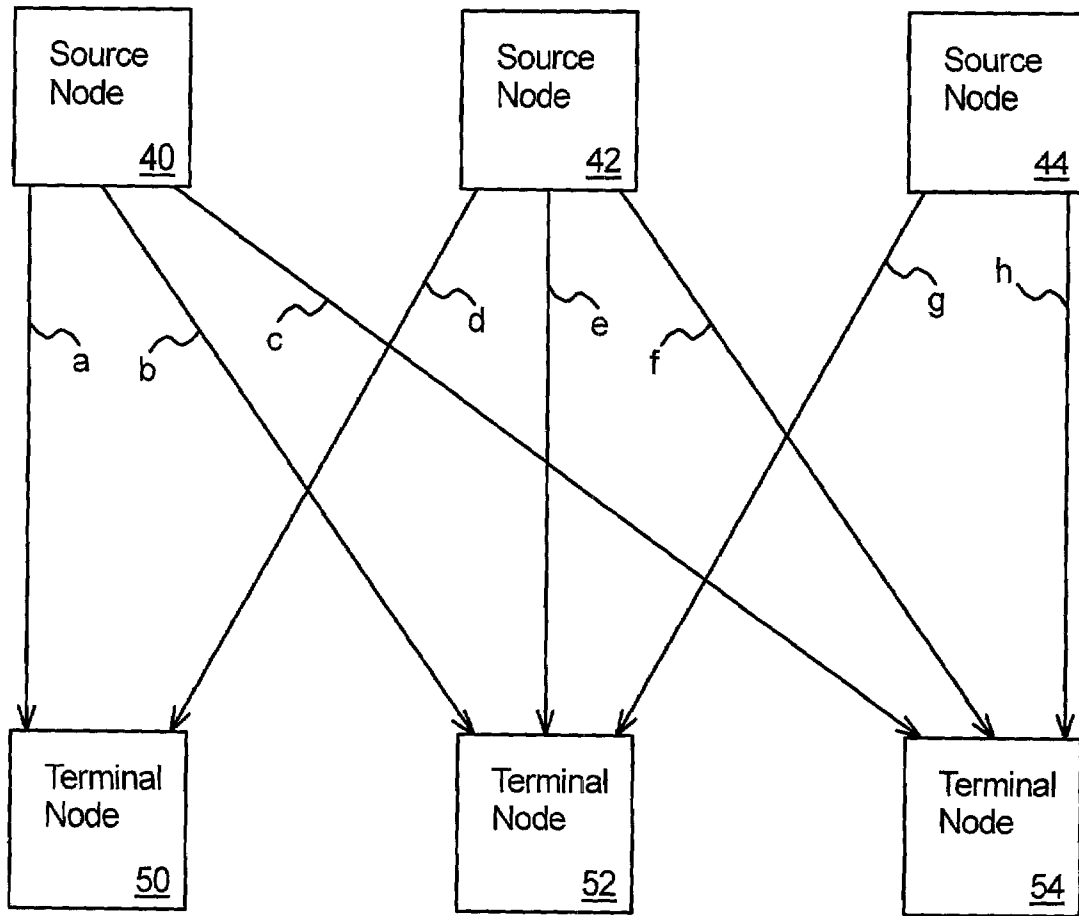 Source
Node
40
Source
Node
42
Source
Node
44
a
b
c
d
e
f
g
h
Terminal
Node
50
Terminal
Node
52
Terminal
Node
54